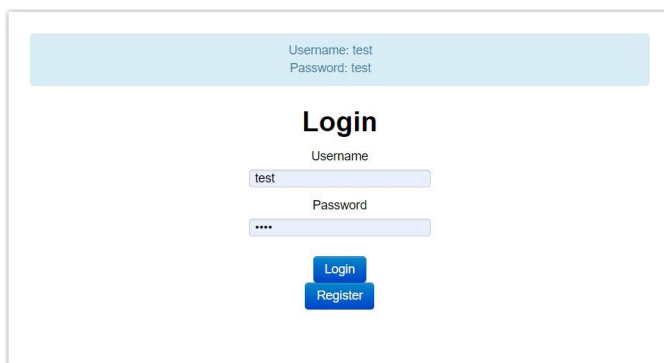 Username: test
Password: test
Login
Username
test
Password
••••
Login
Register